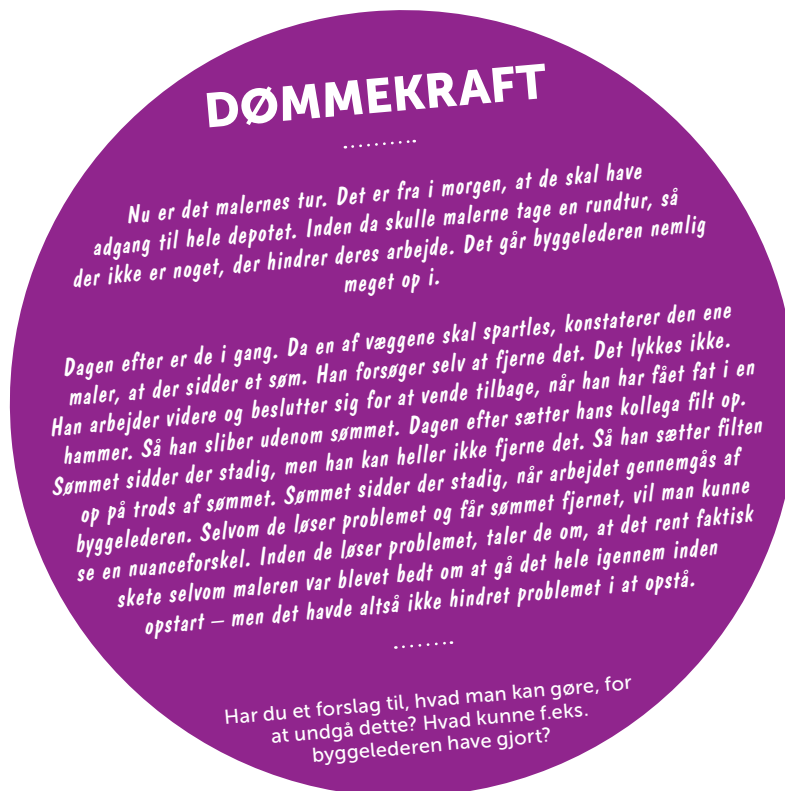 DØMMEKRAFT
Nu er det malernes tur. Det er fra i morgen, at de skal have
adgang til hele depotet. Inden da skulle malerne tage en rundtur, så
der ikke er noget, der hindrer deres arbejde. Det går byggelederen nemlig
meget op i.
Dagen efter er de i gang. Da en af væggene skal spartles, konstaterer den ene
maler, at der sidder et søm. Han forsøger selv at fjerne det. Det lykkes ikke.
Han arbejder videre og beslutter sig for at vende tilbage, når han har fået fat i en
hammer. Så han sliber udenom sømmet. Dagen efter sætter hans kollega filt op.
Sømmet sidder der stadig, men han kan heller ikke fjerne det. Så han sætter filten
op på trods af sømmet. Sømmet sidder der stadig, når arbejdet gennemgås af
byggelederen. Selvom de løser problemet og får sømmet fjernet, vil man kunne
se en nuanceforskel. Inden de løser problemet, taler de om, at det rent faktisk
skete selvom maleren var blevet bedt om at gå det hele igennem inden
opstart – men det havde altså ikke hindret problemet i at opstå.
Har du et forslag til, hvad man kan gøre, for
at undgå dette? Hvad kunne f.eks.
byggelederen have gjort?